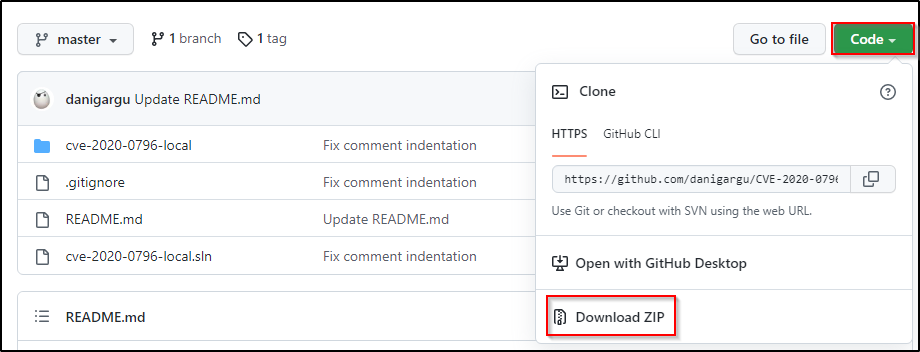 master 1 branch 1 tag Go to file Code
danigargu Update README.md
Clone
cve-2020-0796-local Fix comment indentation
HTTPS GitHub CLI
.gitignore Fix comment indentation
https://github.com/danigargu/CVE-2020-0796
README.md Update README.md
Use Git or checkout with SVN using the web URL.
cve-2020-0796-local.sln Fix comment indentation
Open with GitHub Desktop
README.md
Download ZIP